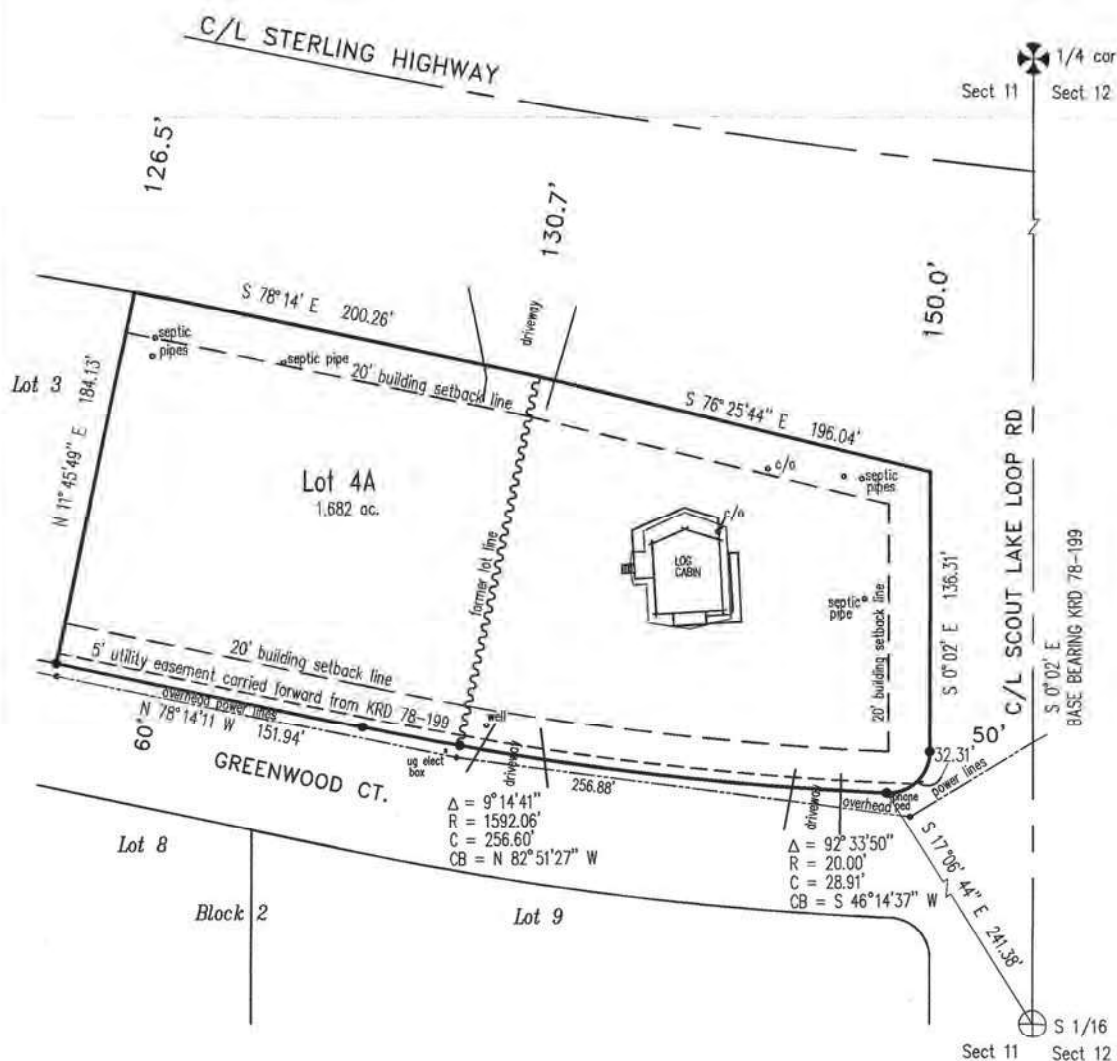 C/L STERLING HIGHWAY
1/4 cor
Sect 11 Sect 12
126.5'
130.7'
150.0'
S 78°14' E 200.26'
driveway
septic
pipes
septic pipe
20' building setback line
S 76°25'44" E 196.04'
Lot 3
N 11°45'49" E 184.13'
Lot 4A
1.682 ac.
former lot line
c/o
septic
pipes
c/o
LOG
CABIN
septic
pipe
20' building setback line
S 0°02' E 136.31'
C/L SCOUT LAKE LOOP RD
S 0°02' E
BASE BEARING KRD 78-199
20' building setback line
5' utility easement carried forward from KRD 78-199
overhead power lines
N 78°14'11 W 151.94'
60'
GREENWOOD CT.
well
ug elect
box
driveway
256.88'
32.31'
50'
phone
ped
overhead power lines
driveway
Δ = 9°14'41"
R = 1592.06'
C = 256.60'
CB = N 82°51'27" W
Δ = 92°33'50"
R = 20.00'
C = 28.91'
CB = S 46°14'37" W
S 17°06'44" E 241.38'
Lot 8
Block 2
Lot 9
S 1/16
Sect 11 Sect 12